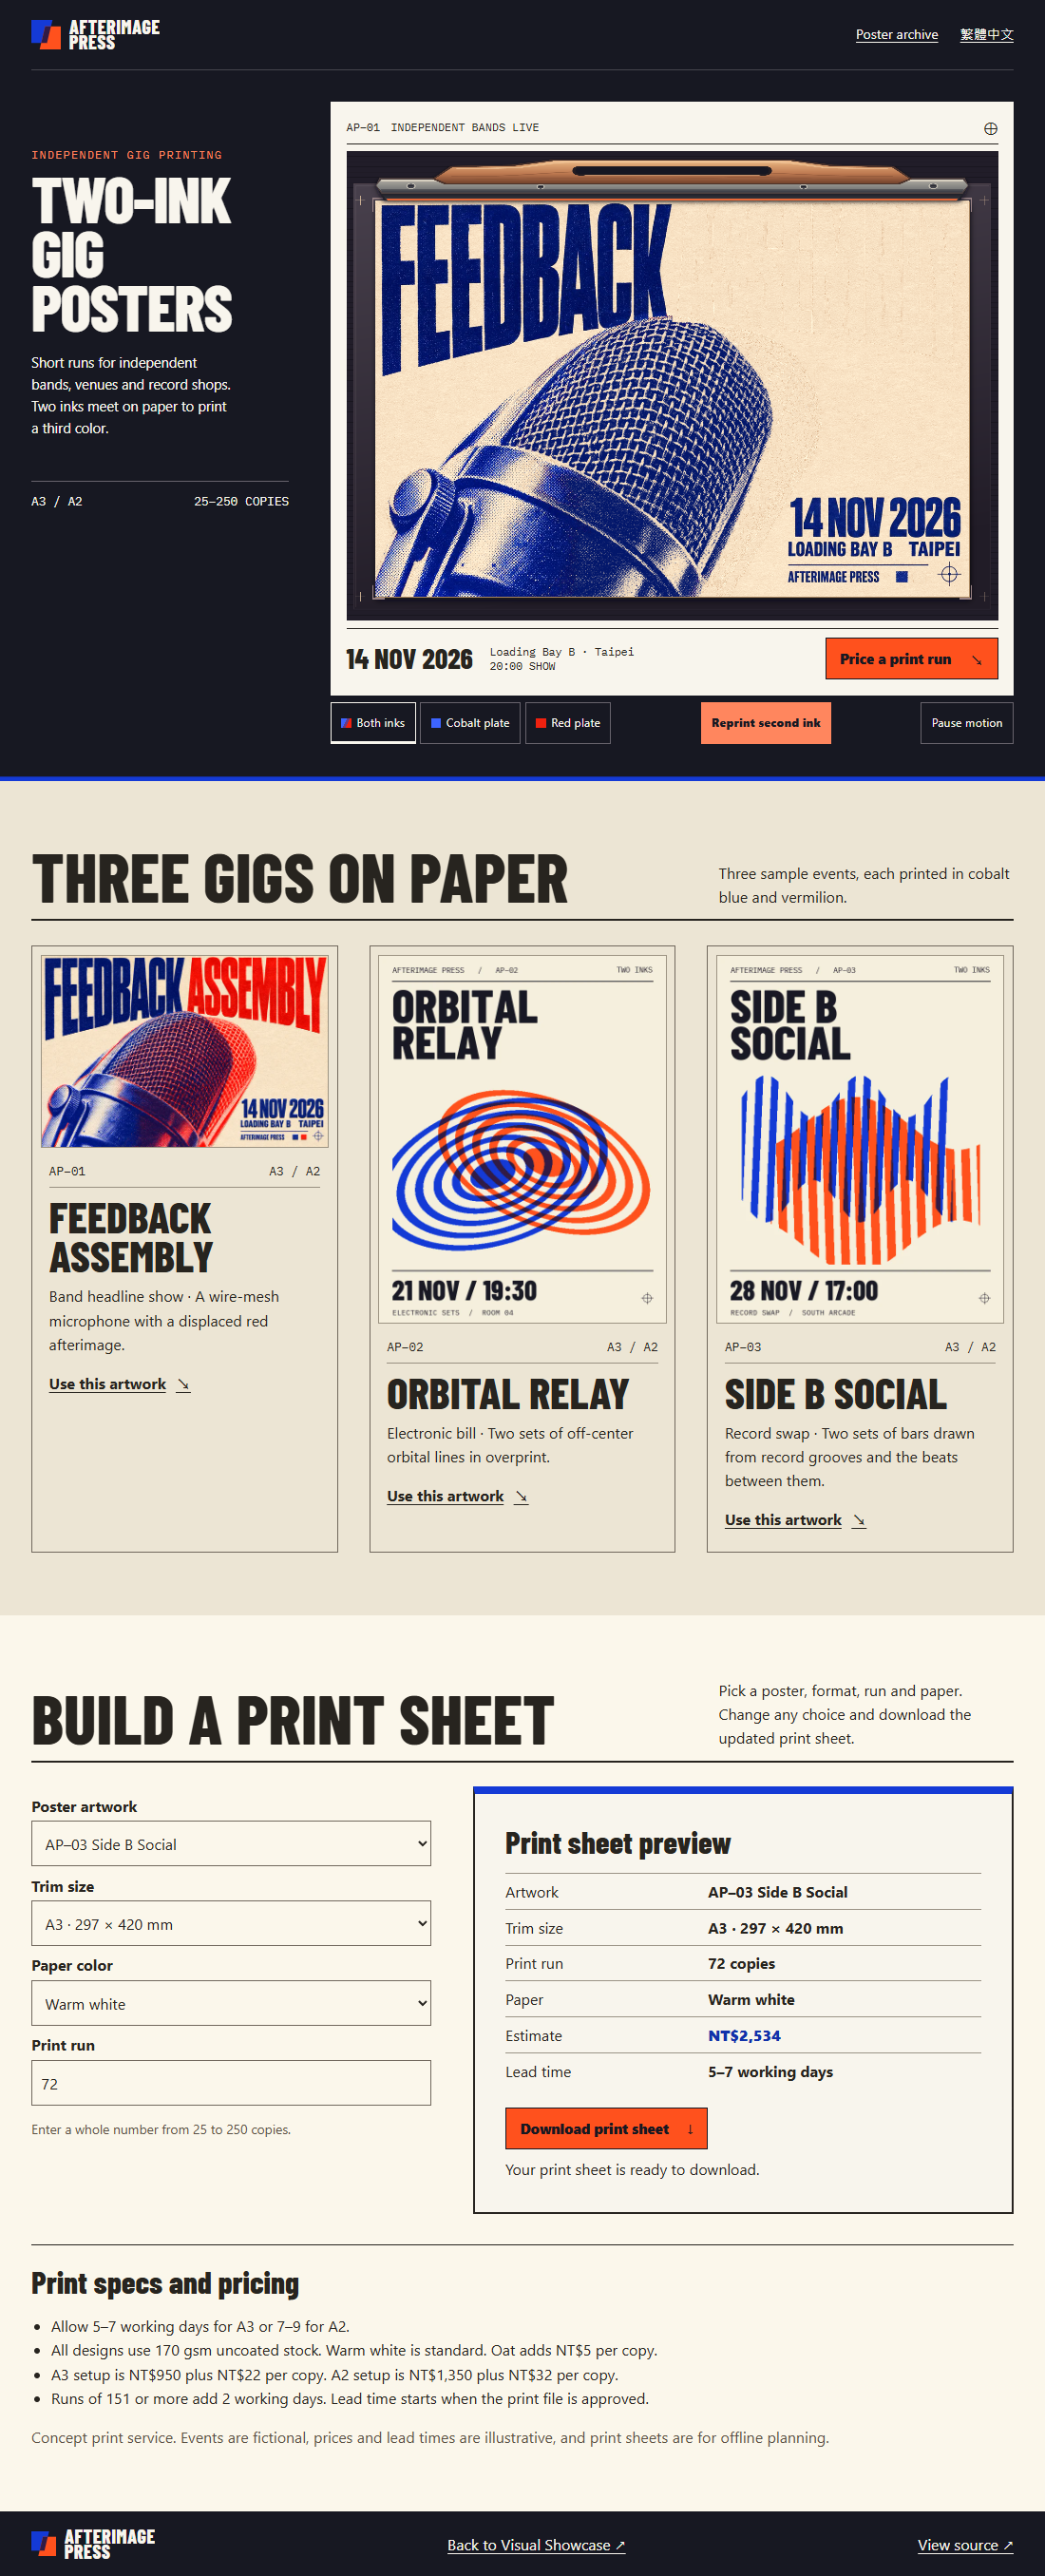 AFTERIMAGE
PRESS
Poster archive
繁體中文
INDEPENDENT GIG PRINTING
TWO-INK
GIG
POSTERS
Short runs for independent
bands, venues and record shops.
Two inks meet on paper to print
a third color.
A3 / A2
25–250 COPIES
AP–01 INDEPENDENT BANDS LIVE
FEEDBACK
14 NOV 2026
LOADING BAY B TAIPEI
AFTERIMAGE PRESS
14 NOV 2026
Loading Bay B · Taipei
20:00 SHOW
Price a print run ↘
Both inks
Cobalt plate
Red plate
Reprint second ink
Pause motion
THREE GIGS ON PAPER
Three sample events, each printed in cobalt
blue and vermilion.
FEEDBACK ASSEMBLY
14 NOV 2026
LOADING BAY B TAIPEI
AFTERIMAGE PRESS
AP–01
A3 / A2
FEEDBACK
ASSEMBLY
Band headline show · A wire-mesh
microphone with a displaced red
afterimage.
Use this artwork ↘
AFTERIMAGE PRESS / AP–02
TWO INKS
ORBITAL
RELAY
21 NOV / 19:30
ELECTRONIC SETS / ROOM 04
AP–02
A3 / A2
ORBITAL RELAY
Electronic bill · Two sets of off-center
orbital lines in overprint.
Use this artwork ↘
AFTERIMAGE PRESS / AP–03
TWO INKS
SIDE B
SOCIAL
28 NOV / 17:00
RECORD SWAP / SOUTH ARCADE
AP–03
A3 / A2
SIDE B SOCIAL
Record swap · Two sets of bars drawn
from record grooves and the beats
between them.
Use this artwork ↘
BUILD A PRINT SHEET
Pick a poster, format, run and paper.
Change any choice and download the
updated print sheet.
Poster artwork
AP–03 Side B Social
Trim size
A3 · 297 × 420 mm
Paper color
Warm white
Print run
72
Enter a whole number from 25 to 250 copies.
Print sheet preview
Artwork AP–03 Side B Social
Trim size A3 · 297 × 420 mm
Print run 72 copies
Paper Warm white
Estimate NT$2,534
Lead time 5–7 working days
Download print sheet ↓
Your print sheet is ready to download.
Print specs and pricing
• Allow 5–7 working days for A3 or 7–9 for A2.
• All designs use 170 gsm uncoated stock. Warm white is standard. Oat adds NT$5 per copy.
• A3 setup is NT$950 plus NT$22 per copy. A2 setup is NT$1,350 plus NT$32 per copy.
• Runs of 151 or more add 2 working days. Lead time starts when the print file is approved.
Concept print service. Events are fictional, prices and lead times are illustrative, and print sheets are for offline planning.
AFTERIMAGE
PRESS
Back to Visual Showcase ↗
View source ↗